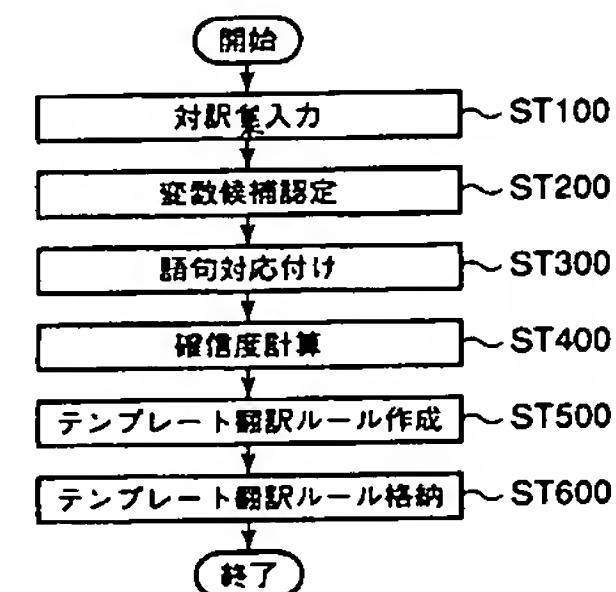 開始
対訳集入力 ST100
変数候補認定 ST200
語句対応付け ST300
確信度計算 ST400
テンプレート翻訳ルール作成 ST500
テンプレート翻訳ルール格納 ST600
終了